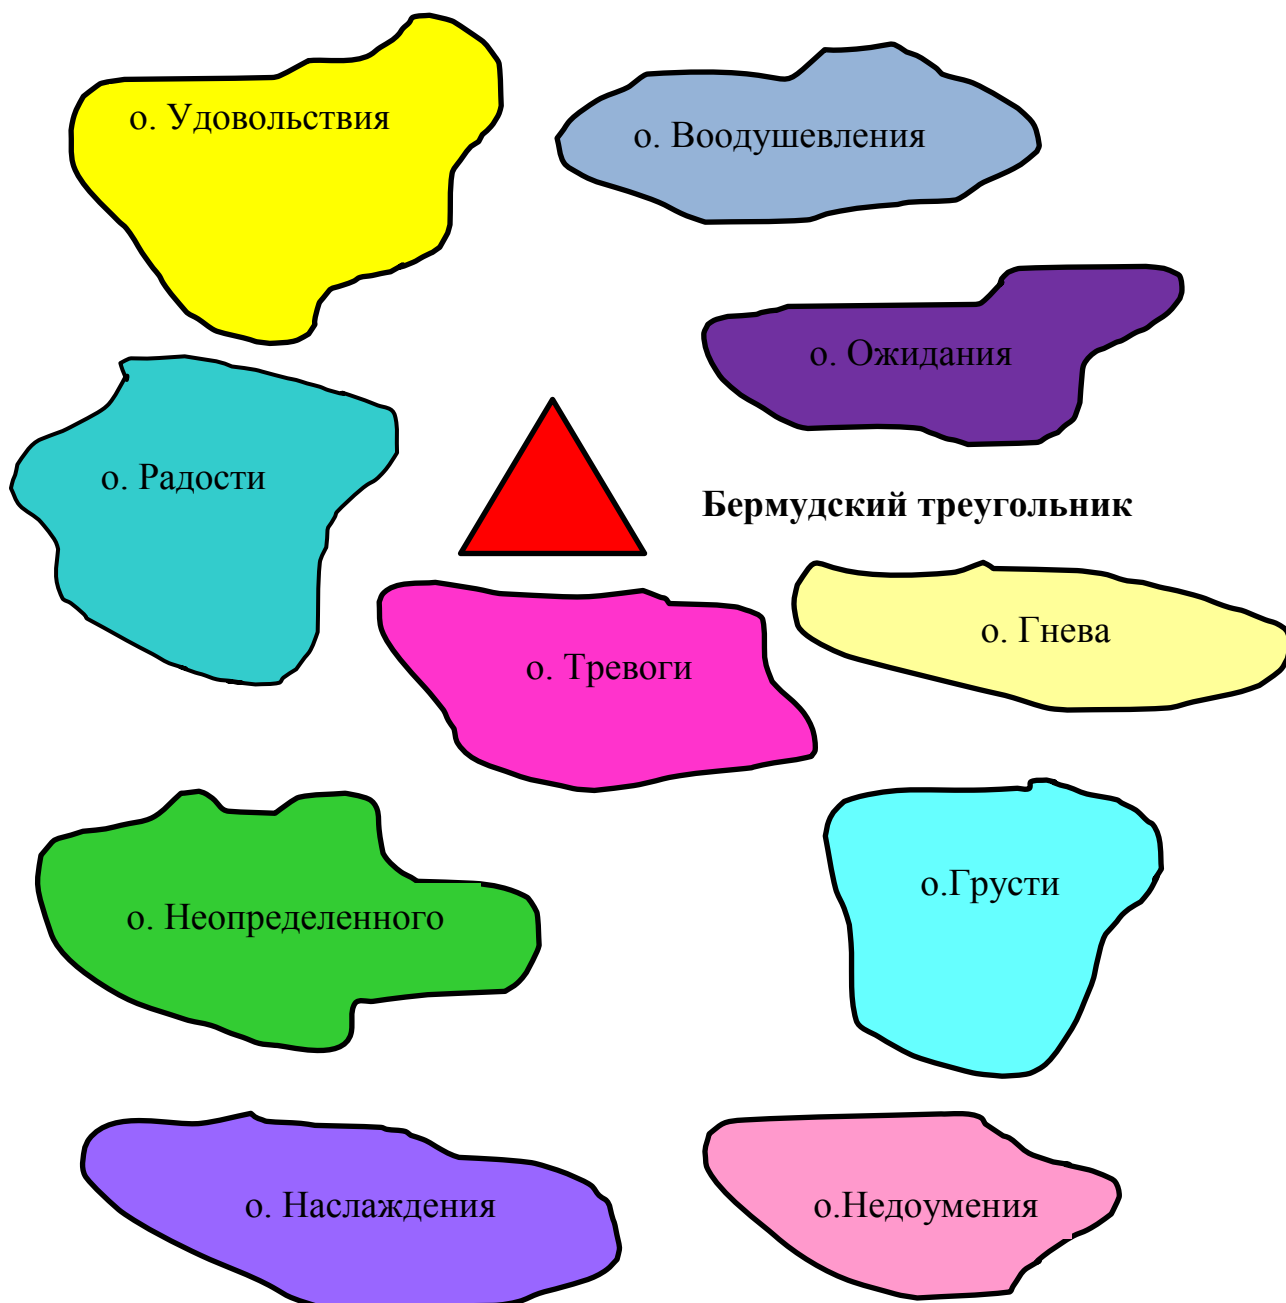 о. Удовольствия
о. Воодушевления
о. Ожидания
о. Радости
Бермудский треугольник
о. Гнева
о. Тревоги
о.Грусти
о. Неопределенного
о. Наслаждения
о.Недоумения